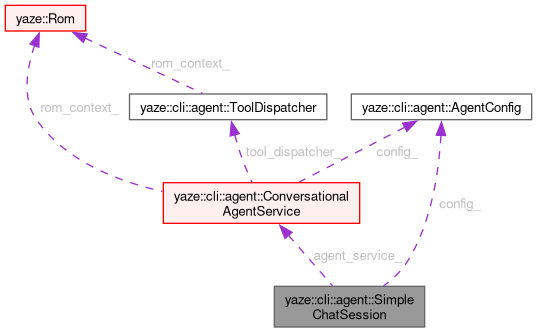 yaze::Rom
rom_context_
rom_context_
yaze::cli::agent::ToolDispatcher
yaze::cli::agent::AgentConfig
tool_dispatcher_
config_
yaze::cli::agent::Conversational
AgentService
config_
agent_service_
yaze::cli::agent::Simple
ChatSession